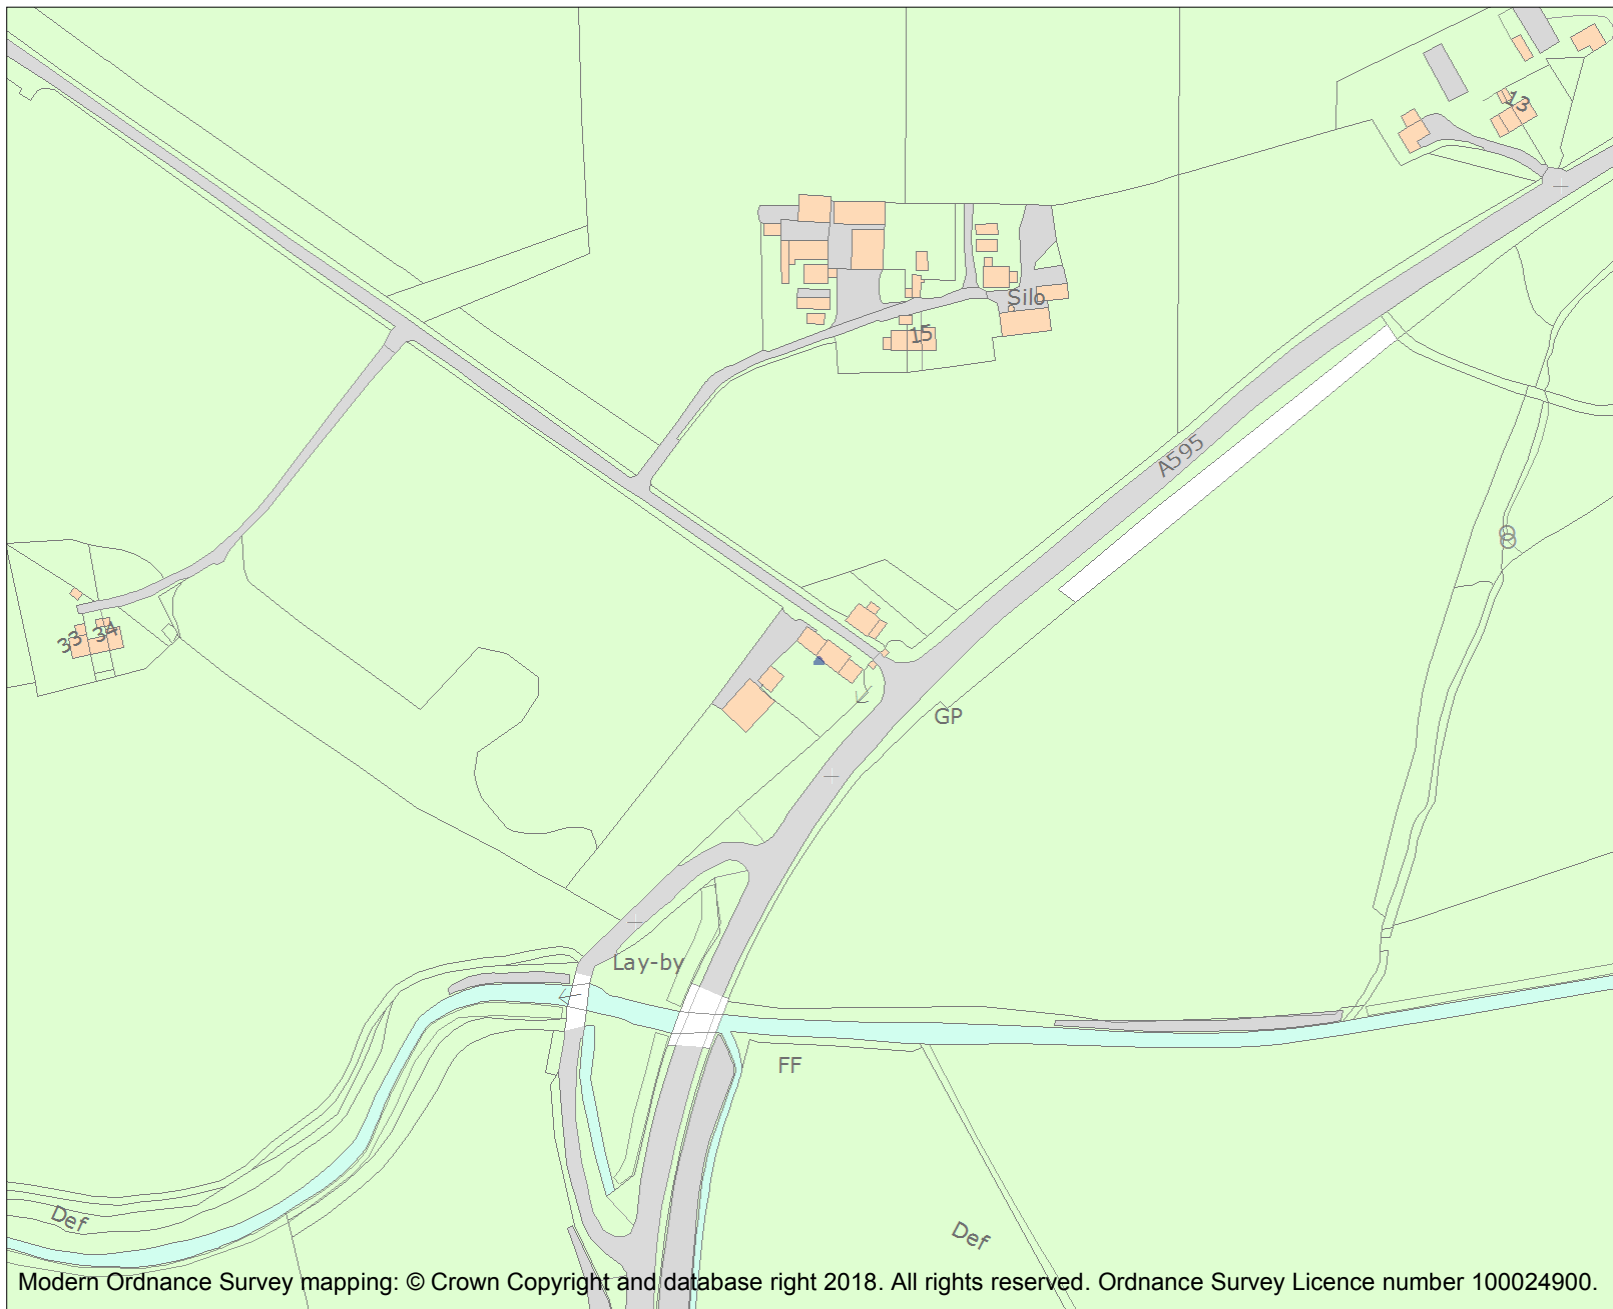 13
Silo
15
A595
33
34
GP
Lay-by
FF
Def
Def
Modern Ordnance Survey mapping: © Crown Copyright and database right 2018. All rights reserved. Ordnance Survey Licence number 100024900.